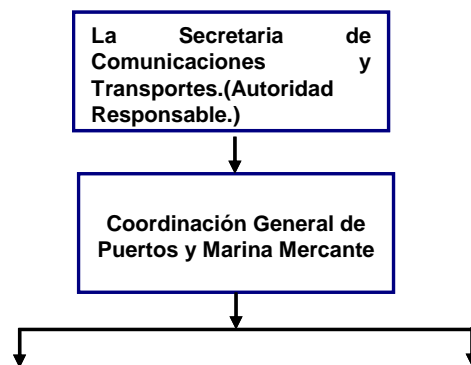 La Secretaria de
Comunicaciones y
Transportes.(Autoridad
Responsable.)
Coordinación General de
Puertos y Marina Mercante